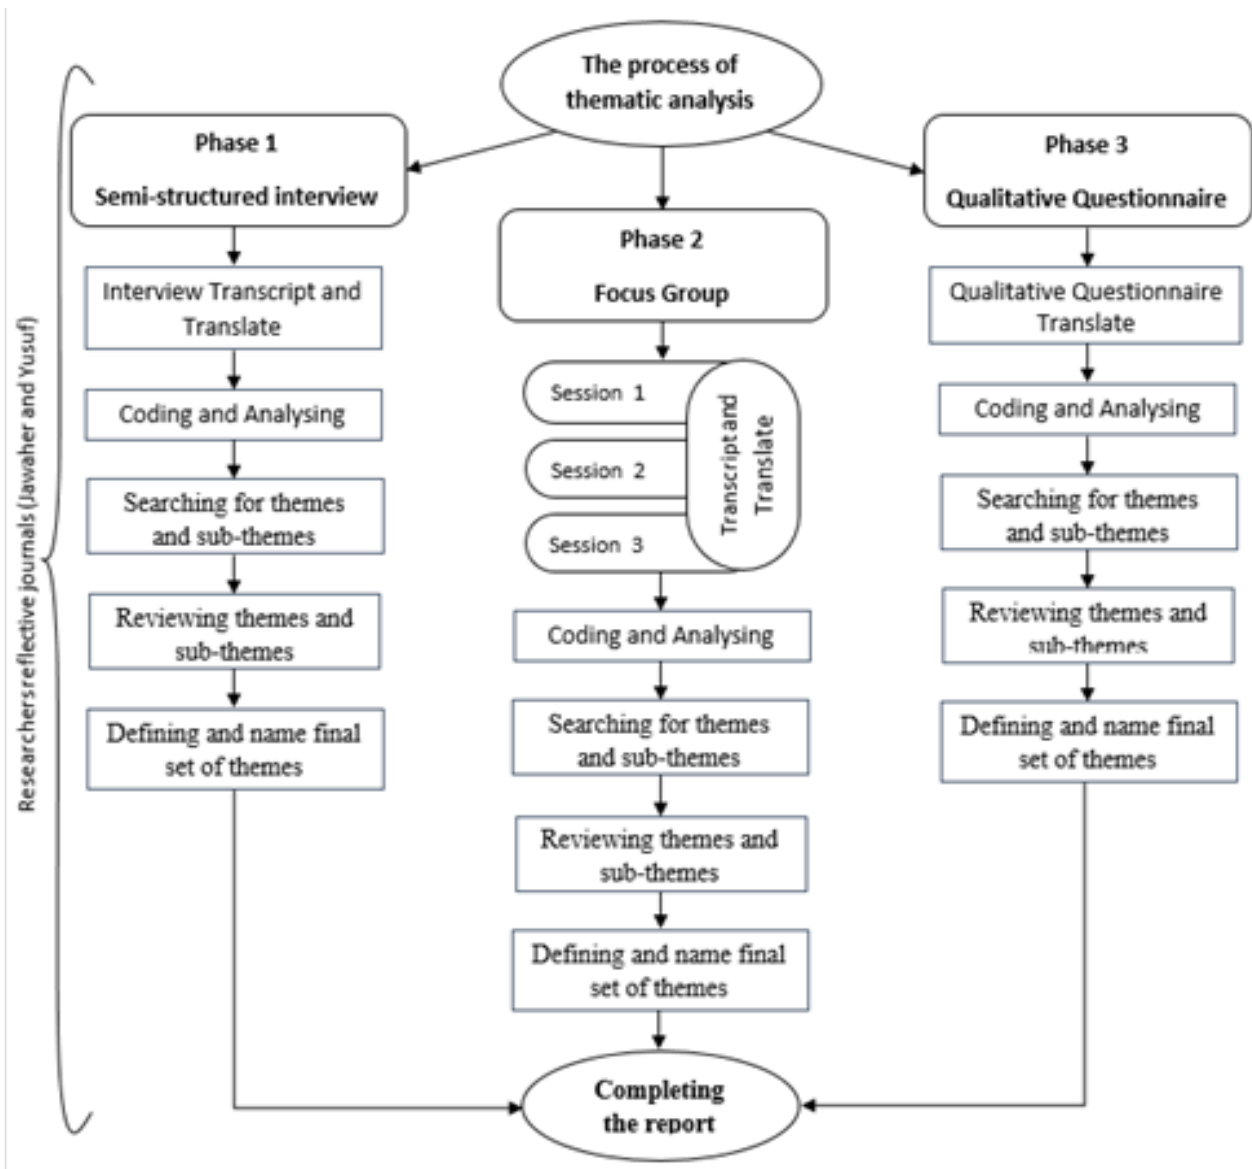 The process of
thematic analysis
Phase 1
Semi-structured interview
Interview Transcript and
Translate
Coding and Analysing
Searching for themes
and sub-themes
Reviewing themes and
sub-themes
Defining and name final
set of themes
Phase 2
Focus Group
Session 1
Session 2
Session 3
Transcript and
Translate
Coding and Analysing
Searching for themes
and sub-themes
Reviewing themes and
sub-themes
Defining and name final
set of themes
Phase 3
Qualitative Questionnaire
Qualitative Questionnaire
Translate
Coding and Analysing
Searching for themes
and sub-themes
Reviewing themes and
sub-themes
Defining and name final
set of themes
Completing
the report
Researchers reflective journals (Jawaher and Yusuf)